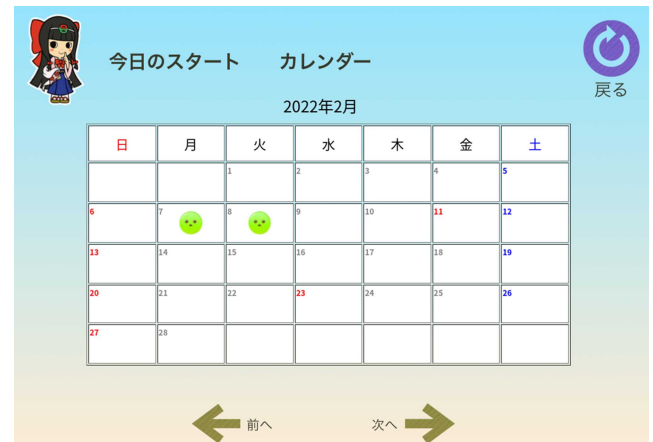 今日のスタート　カレンダー
戻る
2022年2月
日 月 火 水 木 金 土
1 2 3 4 5
6 7 8 9 10 11 12
13 14 15 16 17 18 19
20 21 22 23 24 25 26
27 28
前へ 次へ